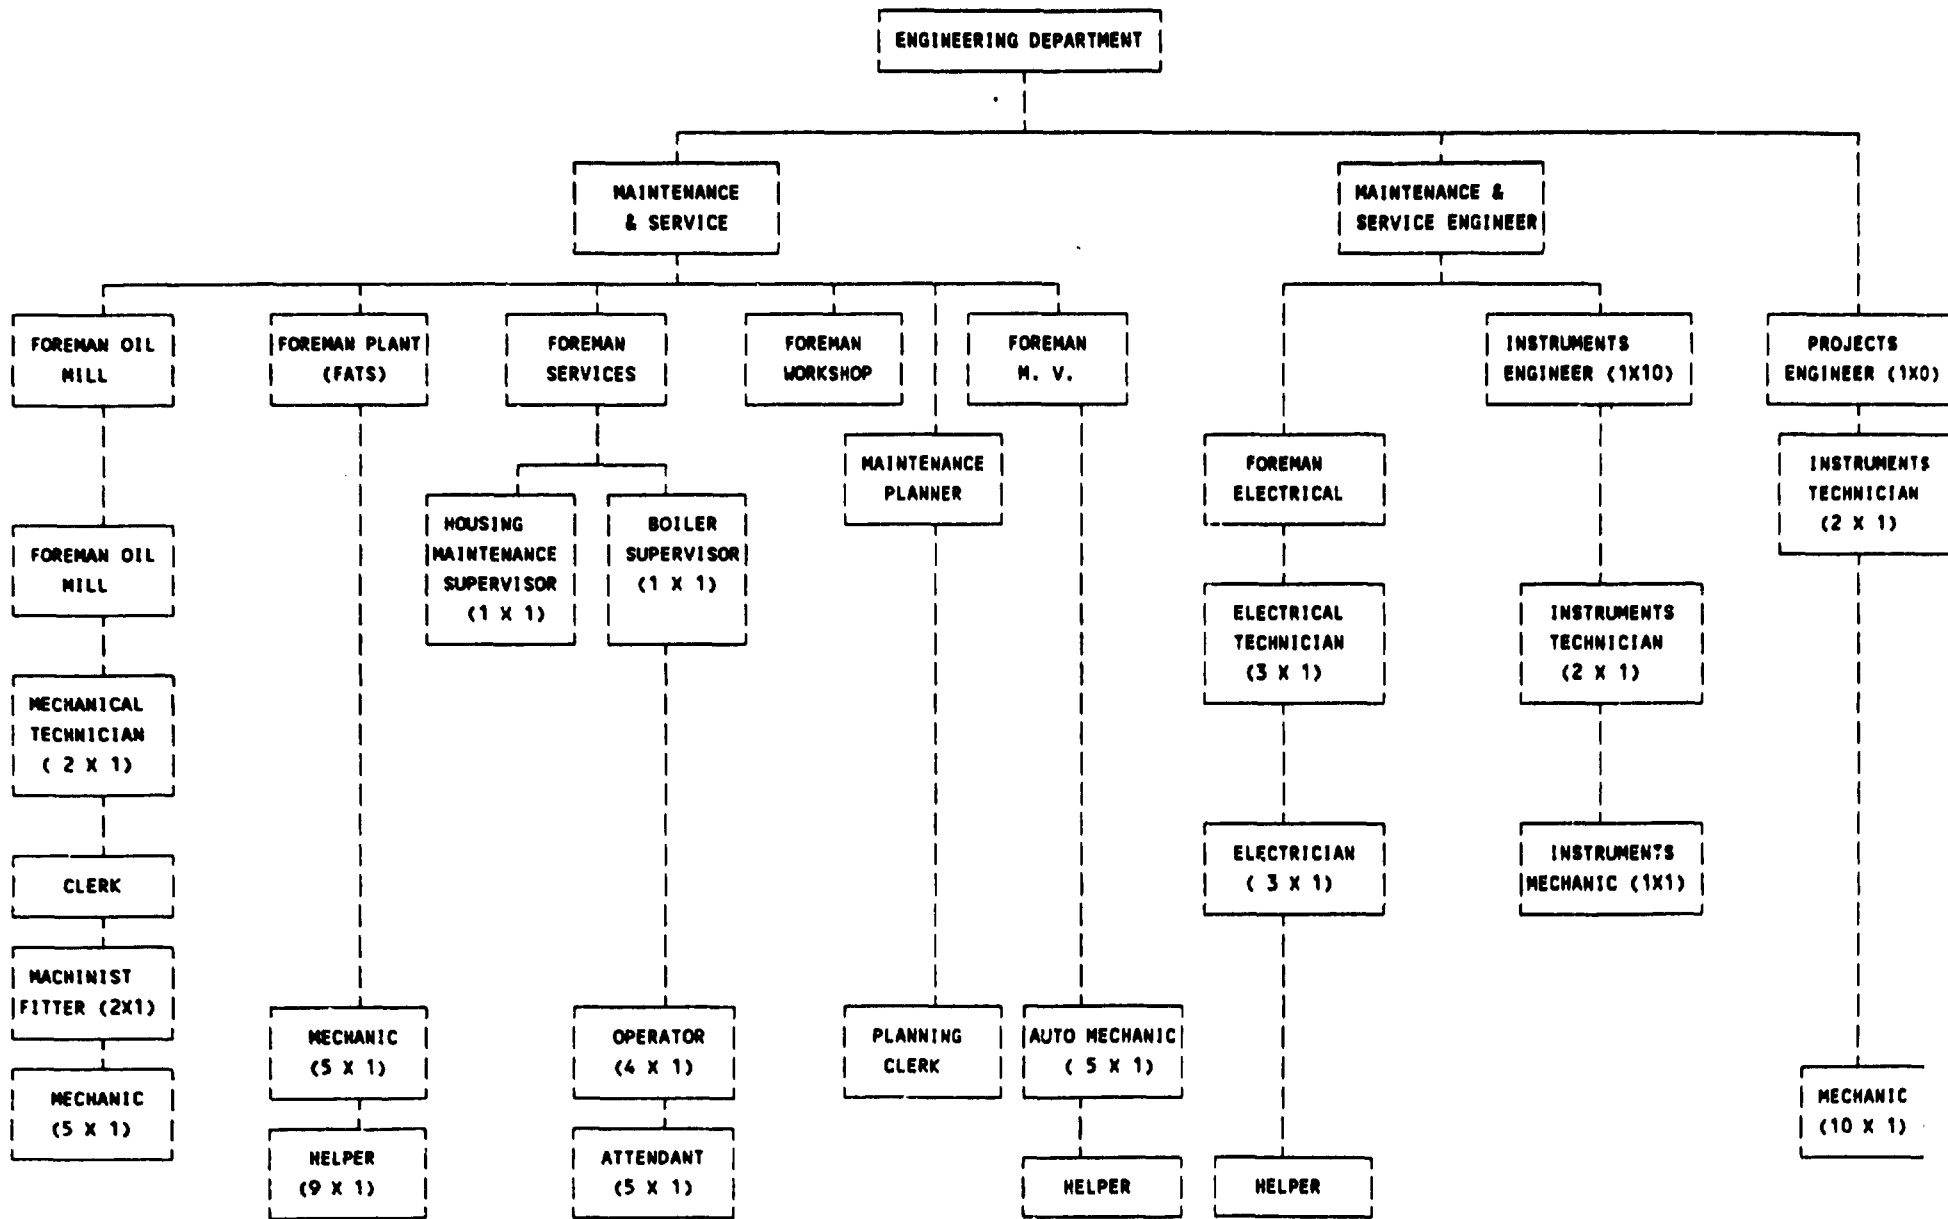 ENGINEERING DEPARTMENT
MAINTENANCE
& SERVICE
MAINTENANCE &
SERVICE ENGINEER
FOREMAN OIL
MILL
FOREMAN PLANT
(FATS)
FOREMAN
SERVICES
FOREMAN
WORKSHOP
FOREMAN
M. V.
INSTRUMENTS
ENGINEER (1X10)
PROJECTS
ENGINEER (1X0)
MAINTENANCE
PLANNER
FOREMAN
ELECTRICAL
INSTRUMENTS
TECHNICIAN
(2 X 1)
HOUSING
MAINTENANCE
SUPERVISOR
(1 X 1)
BOILER
SUPERVISOR
(1 X 1)
FOREMAN OIL
MILL
ELECTRICAL
TECHNICIAN
(3 X 1)
INSTRUMENTS
TECHNICIAN
(2 X 1)
MECHANICAL
TECHNICIAN
( 2 X 1)
CLERK
ELECTRICIAN
( 3 X 1)
INSTRUMENTS
MECHANIC (1X1)
MACHINIST
FITTER (2X1)
MECHANIC
(5 X 1)
OPERATOR
(4 X 1)
PLANNING
CLERK
AUTO MECHANIC
( 5 X 1)
MECHANIC
(5 X 1)
MECHANIC
(10 X 1)
HELPER
(9 X 1)
ATTENDANT
(5 X 1)
HELPER
HELPER